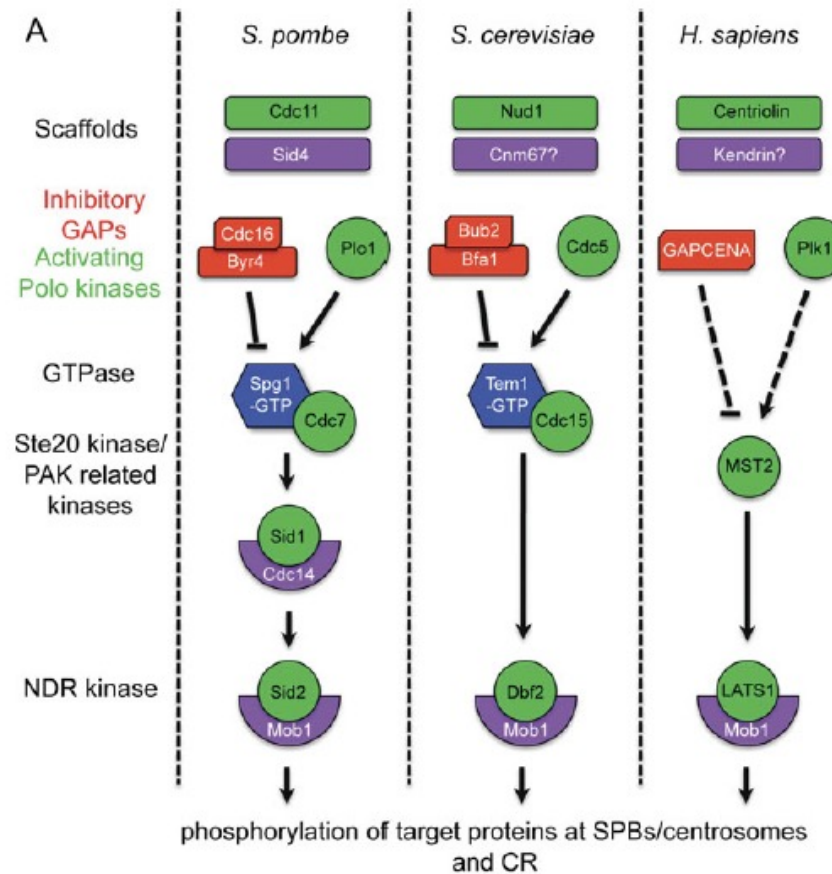 A
S. pombe
S. cerevisiae
H. sapiens
Scaffolds
Cdc11
Nud1
Centriolin
Sid4
Cnm67?
Kendrin?
Inhibitory
GAPs
Activating
Polo kinases
Cdc16
Byr4
Plo1
Bub2
Bfa1
Cdc5
GAPCENA
Plk1
GTPase
Spg1
-GTP
Cdc7
Tem1
-GTP
Cdc15
Ste20 kinase/
PAK related
kinases
MST2
Sid1
Cdc14
NDR kinase
Sid2
Mob1
Dbf2
Mob1
LATS1
Mob1
phosphorylation of target proteins at SPBs/centrosomes
and CR